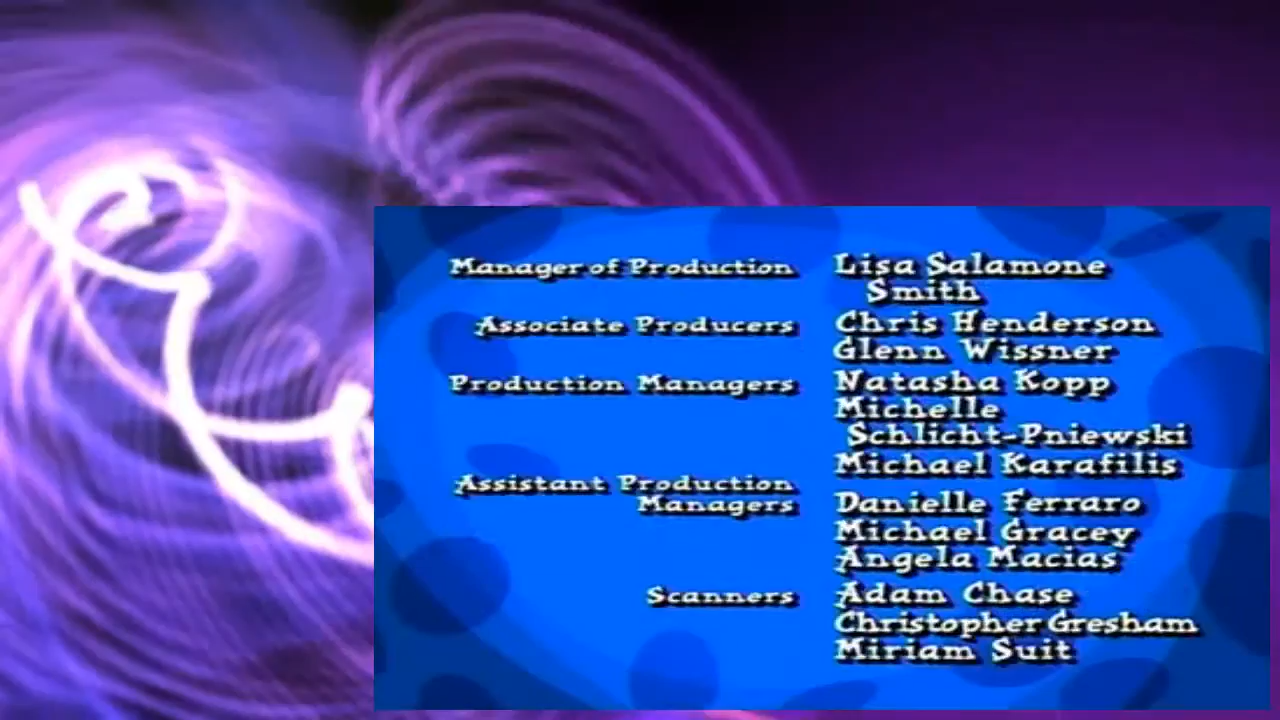 Manager of Production Lisa Salamone
Smith
Associate Producers Chris Henderson
Glenn Wissner
Production Managers Natasha Kopp
Michelle
Schlicht-Pniewski
Michael Karafilis
Assistant Production
Managers Danielle Ferraro
Michael Gracey
Angela Macias
Scanners Adam Chase
Christopher Gresham
Miriam Suit